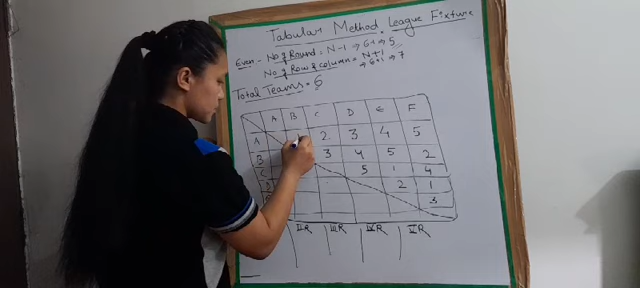 Tabular Method League Fixture
Even - No of Round = N-1 ⇒ 6-1 ⇒ 5
No of Row & column = N+1
⇒ 6+1 ⇒ 7
Total Teams = 6
A B C D E F
A 1 2 3 4 5
B 3 4 5 2
C 5 1 4
D 2 1
3
IIR IIIR IVR VR